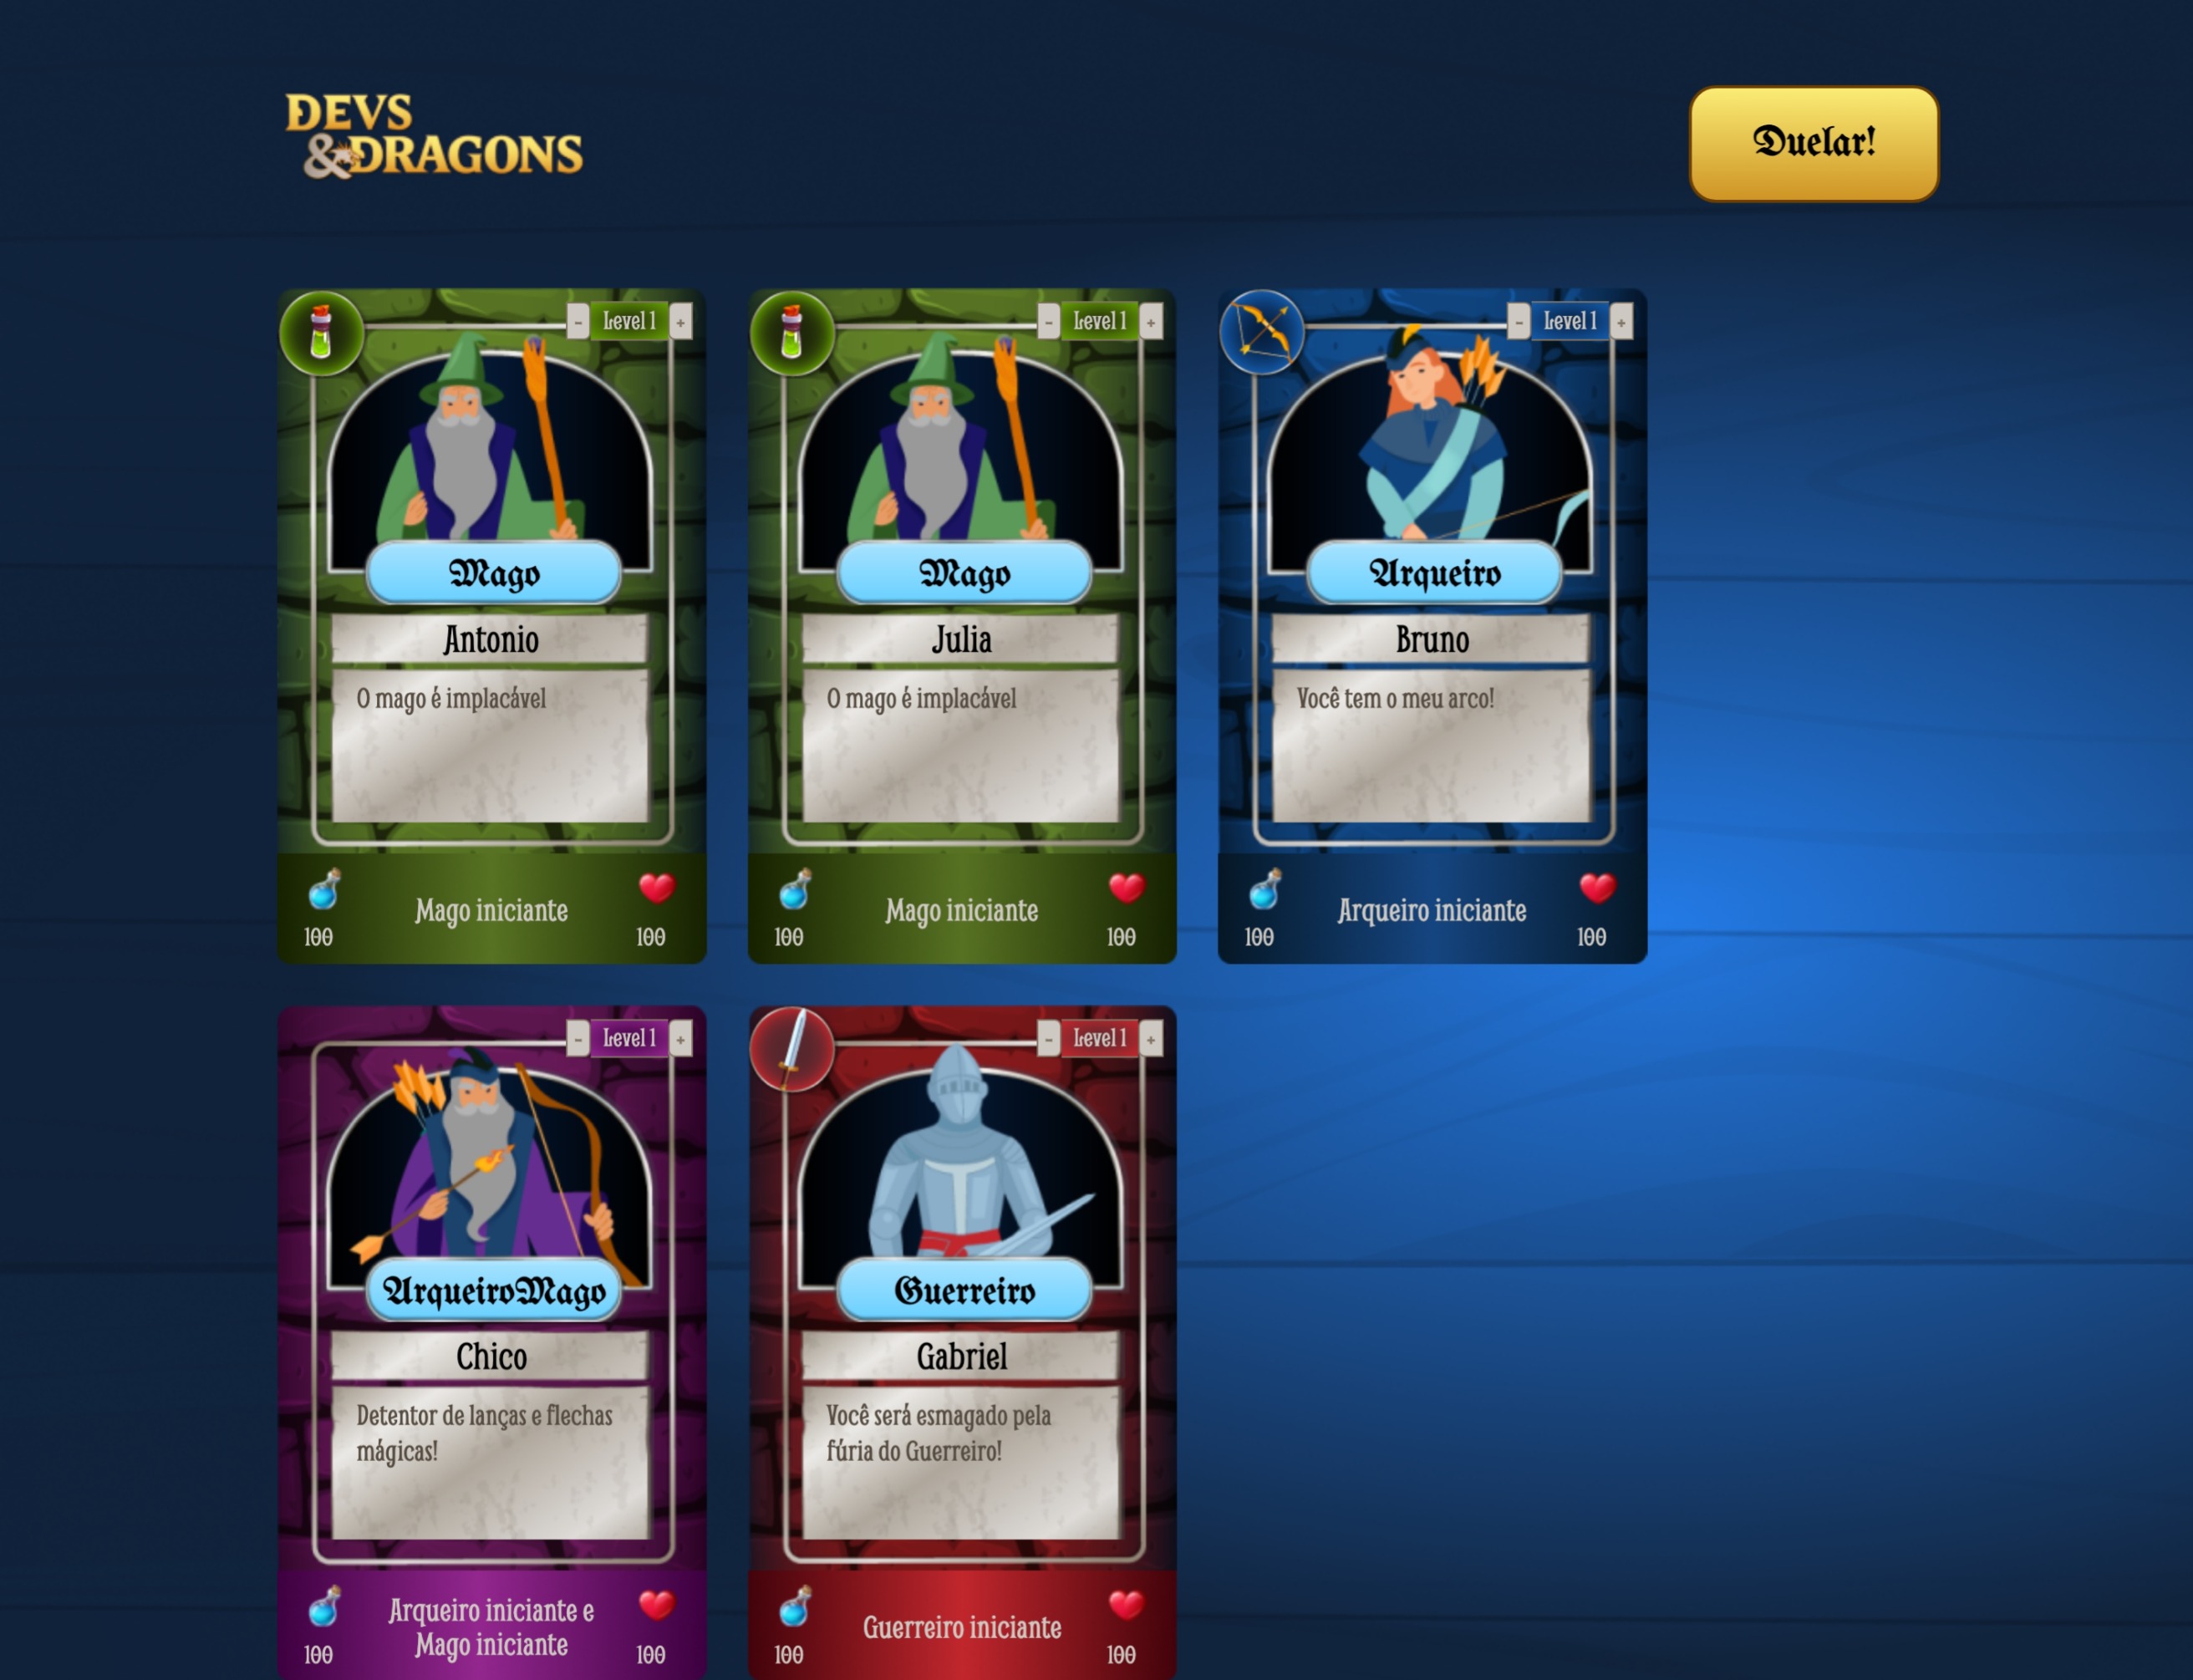 DEVS
&DRAGONS
Duelar!
- Level 1 +
Mago
Antonio
O mago é implacável
100
Mago iniciante
100
- Level 1 +
Mago
Julia
O mago é implacável
100
Mago iniciante
100
- Level 1 +
Arqueiro
Bruno
Você tem o meu arco!
100
Arqueiro iniciante
100
- Level 1 +
ArqueiroMago
Chico
Detentor de lanças e flechas
mágicas!
100
Arqueiro iniciante e
Mago iniciante
100
- Level 1 +
Guerreiro
Gabriel
Você será esmagado pela
fúria do Guerreiro!
100
Guerreiro iniciante
100